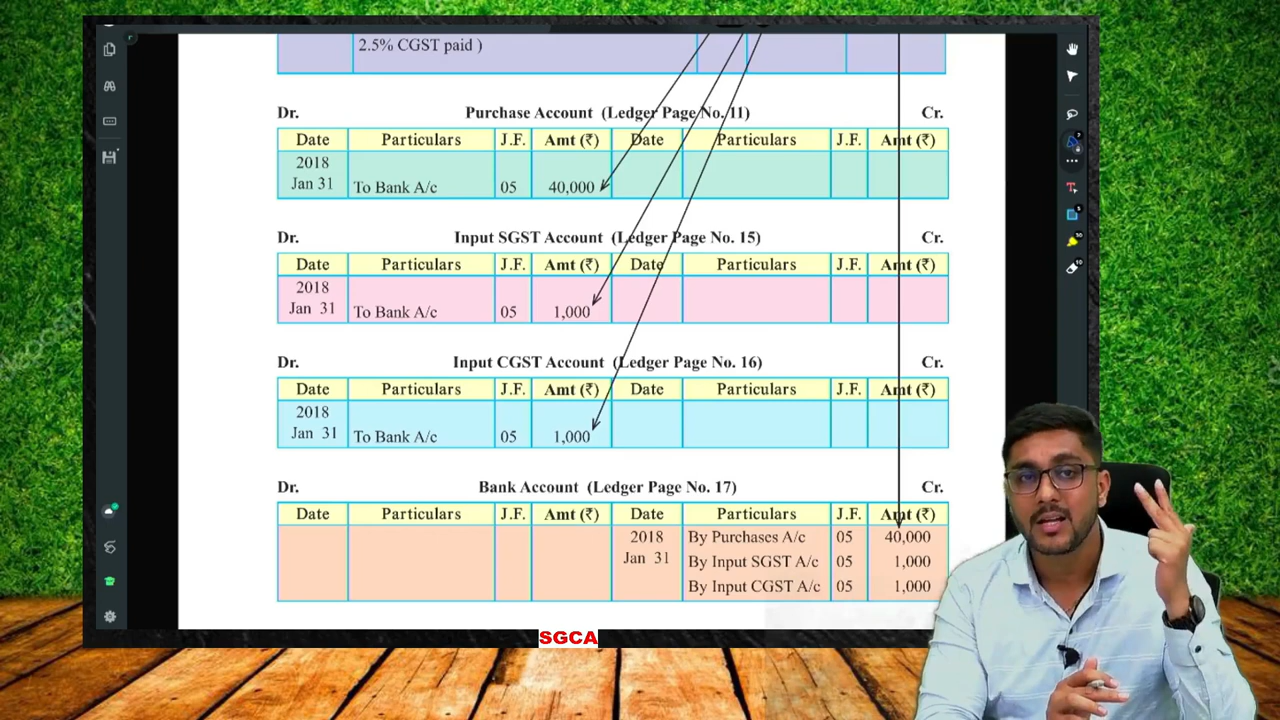 2.5% CGST paid )
Dr. Purchase Account (Ledger Page No. 11) Cr.
Date Particulars J.F. Amt (₹) Date Particulars J.F. Amt (₹)
2018
Jan 31 To Bank A/c 05 40,000
Dr. Input SGST Account (Ledger Page No. 15) Cr.
Date Particulars J.F. Amt (₹) Date Particulars J.F. Amt (₹)
2018
Jan 31 To Bank A/c 05 1,000
Dr. Input CGST Account (Ledger Page No. 16) Cr.
Date Particulars J.F. Amt (₹) Date Particulars J.F. Amt (₹)
2018
Jan 31 To Bank A/c 05 1,000
Dr. Bank Account (Ledger Page No. 17) Cr.
Date Particulars J.F. Amt (₹) Date Particulars J.F. Amt (₹)
2018 By Purchases A/c 05 40,000
Jan 31 By Input SGST A/c 05 1,000
By Input CGST A/c 05 1,000
SGCA